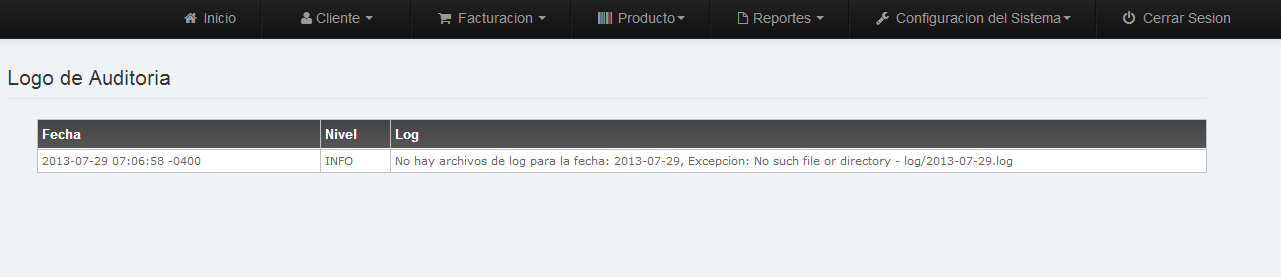 Inicio Cliente Facturacion Producto Reportes Configuracion del Sistema Cerrar Sesion
Logo de Auditoria
Fecha Nivel Log
2013-07-29 07:06:58 -0400 INFO No hay archivos de log para la fecha: 2013-07-29, Excepcion: No such file or directory - log/2013-07-29.log